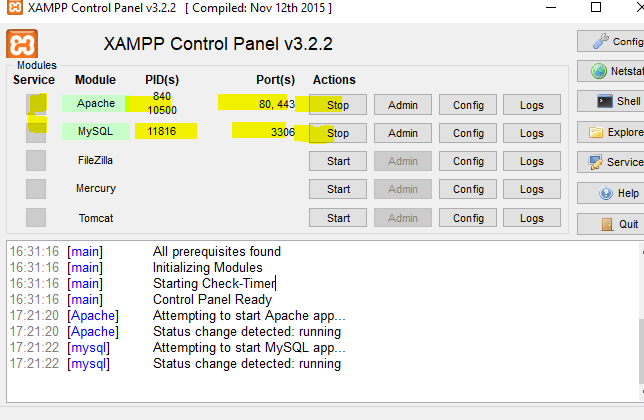 XAMPP Control Panel v3.2.2 [ Compiled: Nov 12th 2015 ]
XAMPP Control Panel v3.2.2
Config
Modules
Service Module PID(s) Port(s) Actions
Netsta
Apache 840 10500 80, 443 Stop Admin Config Logs
Shell
MySQL 11816 3306 Stop Admin Config Logs
Explore
FileZilla Start Admin Config Logs
Service
Mercury Start Admin Config Logs
Help
Tomcat Start Admin Config Logs
Quit
16:31:16 [main] All prerequisites found
16:31:16 [main] Initializing Modules
16:31:16 [main] Starting Check-Timer
16:31:16 [main] Control Panel Ready
17:21:20 [Apache] Attempting to start Apache app...
17:21:20 [Apache] Status change detected: running
17:21:22 [mysql] Attempting to start MySQL app...
17:21:22 [mysql] Status change detected: running